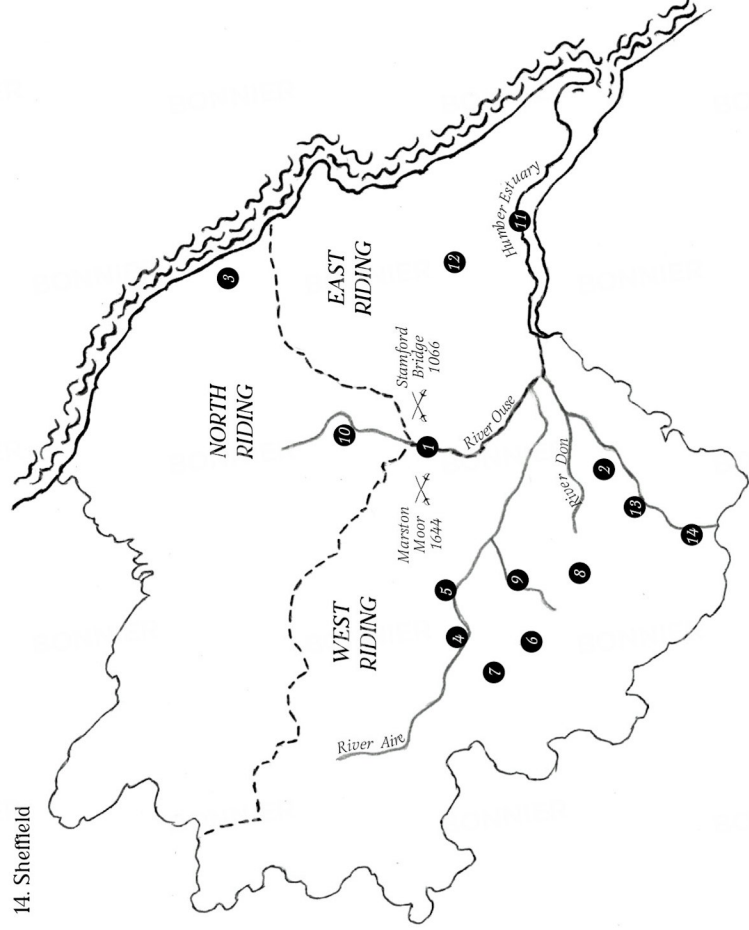 14. Sheffield
3
NORTH
RIDING
EAST
RIDING
12
Humber Estuary
11
10
1
Stamford
Bridge
1066
River Ouse
Marston
Moor
1644
WEST
RIDING
5
4
9
7
6
8
River Don
2
13
14
River Aire